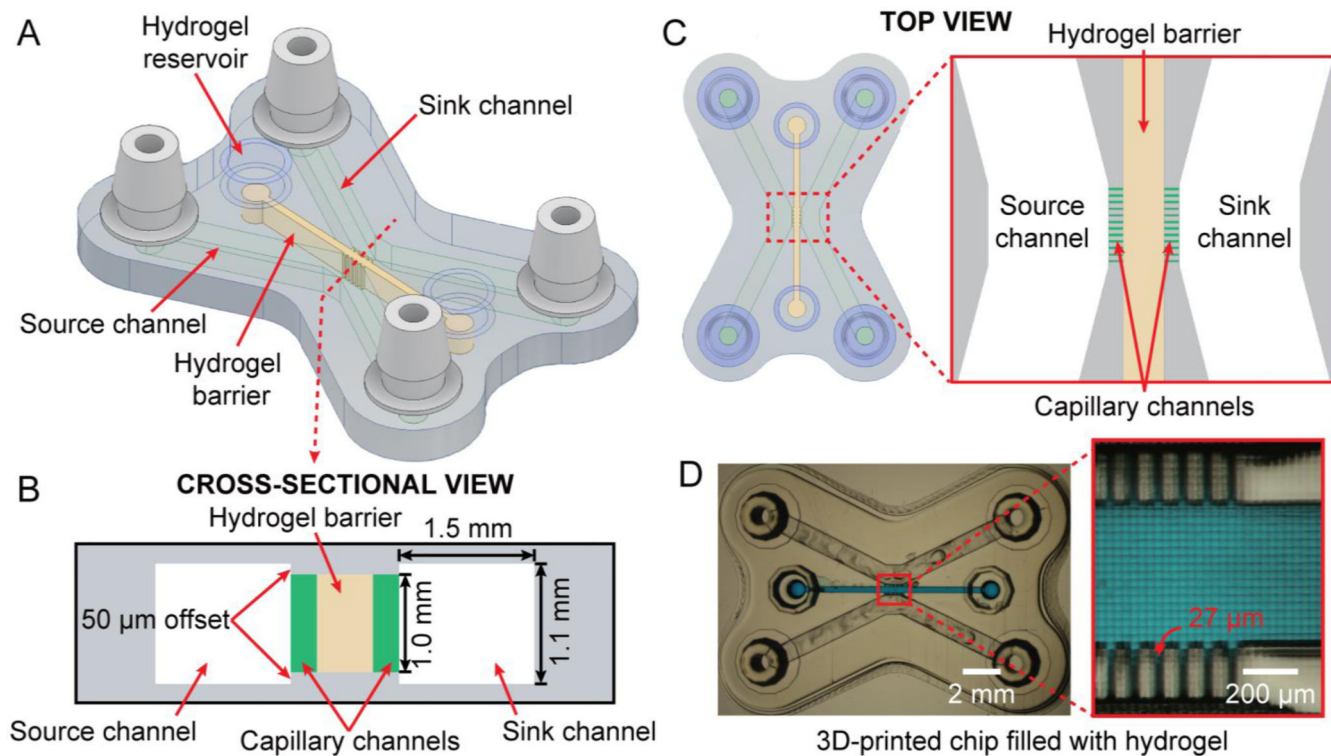 A
Hydrogel
reservoir
Sink channel
Source channel
Hydrogel
barrier
B
CROSS-SECTIONAL VIEW
Hydrogel barrier
1.5 mm
50 µm offset
1.0 mm
1.1 mm
Source channel
Capillary channels
Sink channel
C
TOP VIEW
Hydrogel barrier
Source
channel
Sink
channel
Capillary channels
D
27 µm
2 mm
200 µm
3D-printed chip filled with hydrogel